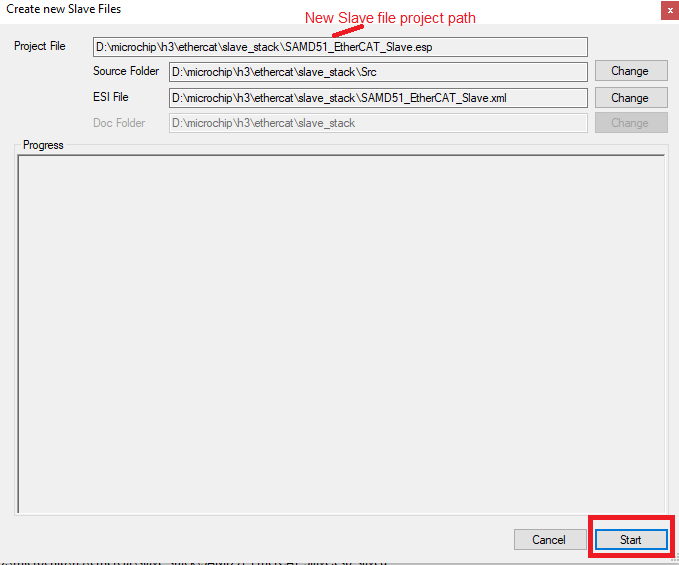 Create new Slave Files
x
New Slave file project path
Project File
D:\microchip\h3\ethercat\slave_stack\SAMD51_EtherCAT_Slave.esp
Source Folder
D:\microchip\h3\ethercat\slave_stack\Src
Change
ESI File
D:\microchip\h3\ethercat\slave_stack\SAMD51_EtherCAT_Slave.xml
Change
Doc Folder
D:\microchip\h3\ethercat\slave_stack
Change
Progress
Cancel
Start